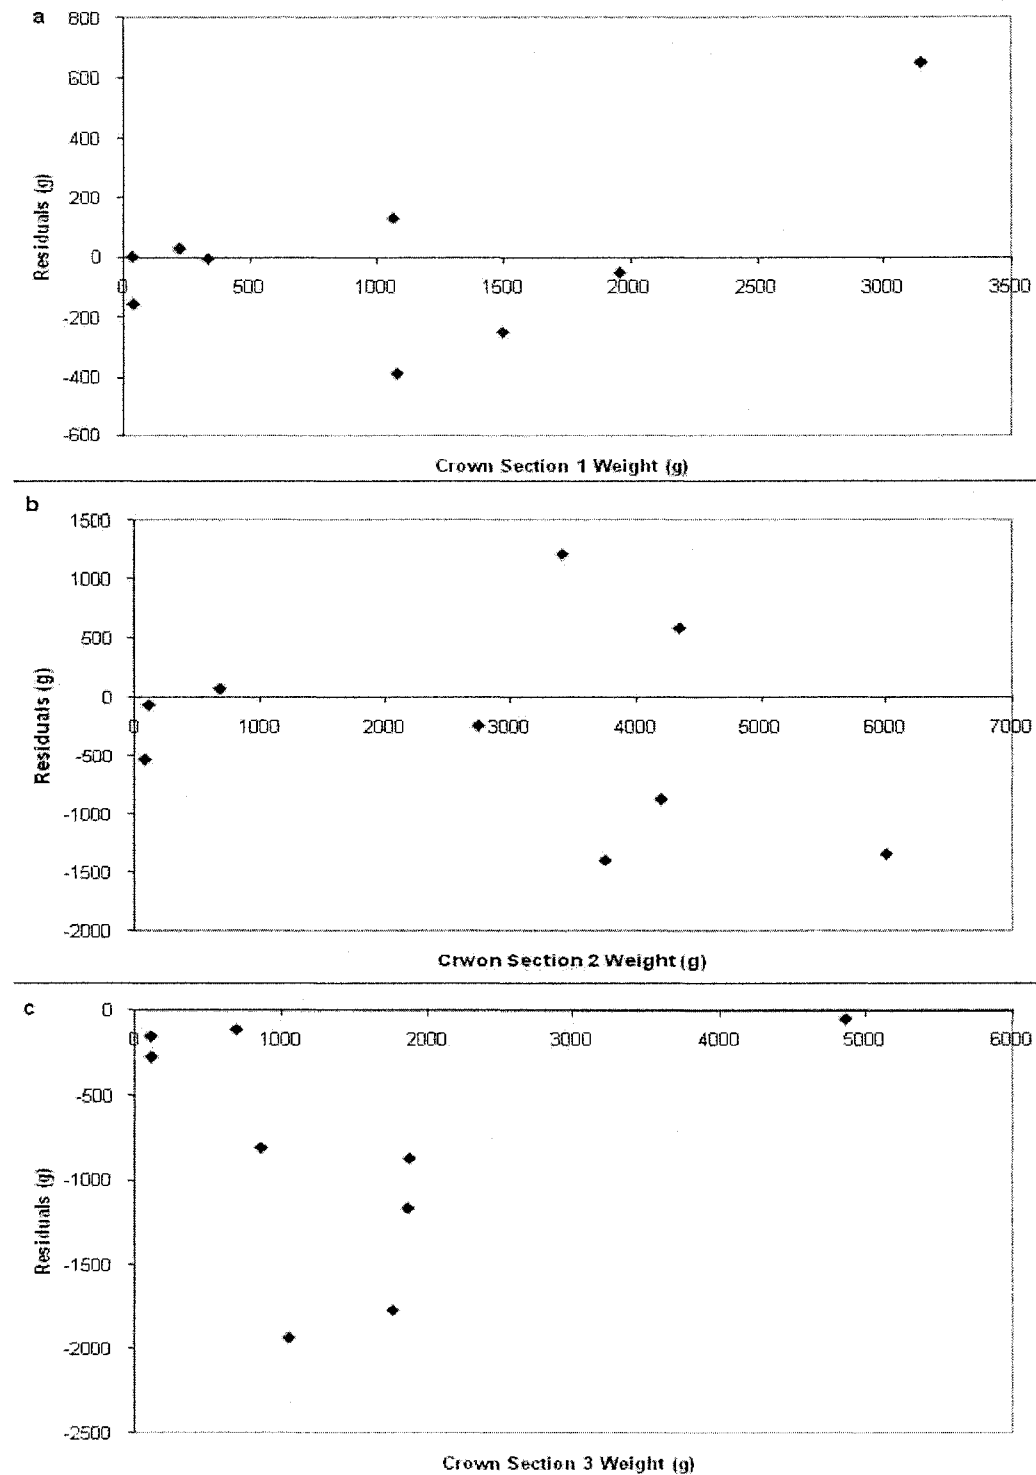 a
800
600
400
200
0
-200
-400
-600
0 500 1000 1500 2000 2500 3000 3500
Residuals (g)
Crown Section 1 Weight (g)
b
1500
1000
500
0
-500
-1000
-1500
-2000
0 1000 2000 3000 4000 5000 6000 7000
Residuals (g)
Crwon Section 2 Weight (g)
c
0
-500
-1000
-1500
-2000
-2500
0 1000 2000 3000 4000 5000 6000
Residuals (g)
Crown Section 3 Weight (g)